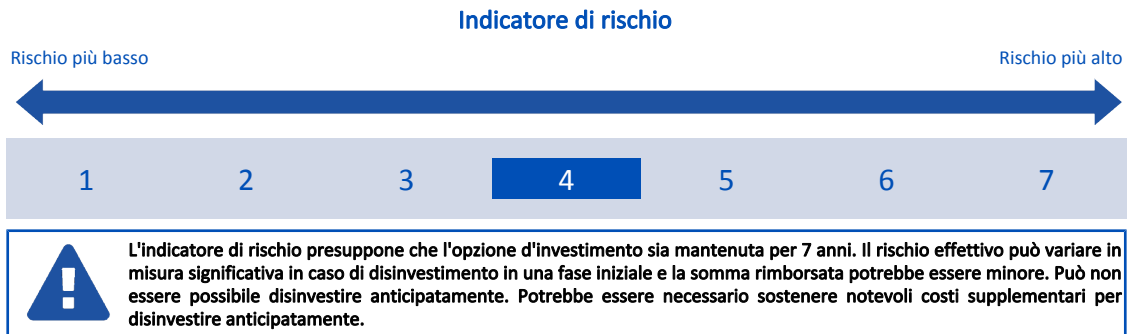 Indicatore di rischio
Rischio più basso Rischio più alto
1 2 3 4 5 6 7
L'indicatore di rischio presuppone che l'opzione d'investimento sia mantenuta per 7 anni. Il rischio effettivo può variare in
misura significativa in caso di disinvestimento in una fase iniziale e la somma rimborsata potrebbe essere minore. Può non
essere possibile disinvestire anticipatamente. Potrebbe essere necessario sostenere notevoli costi supplementari per
disinvestire anticipatamente.